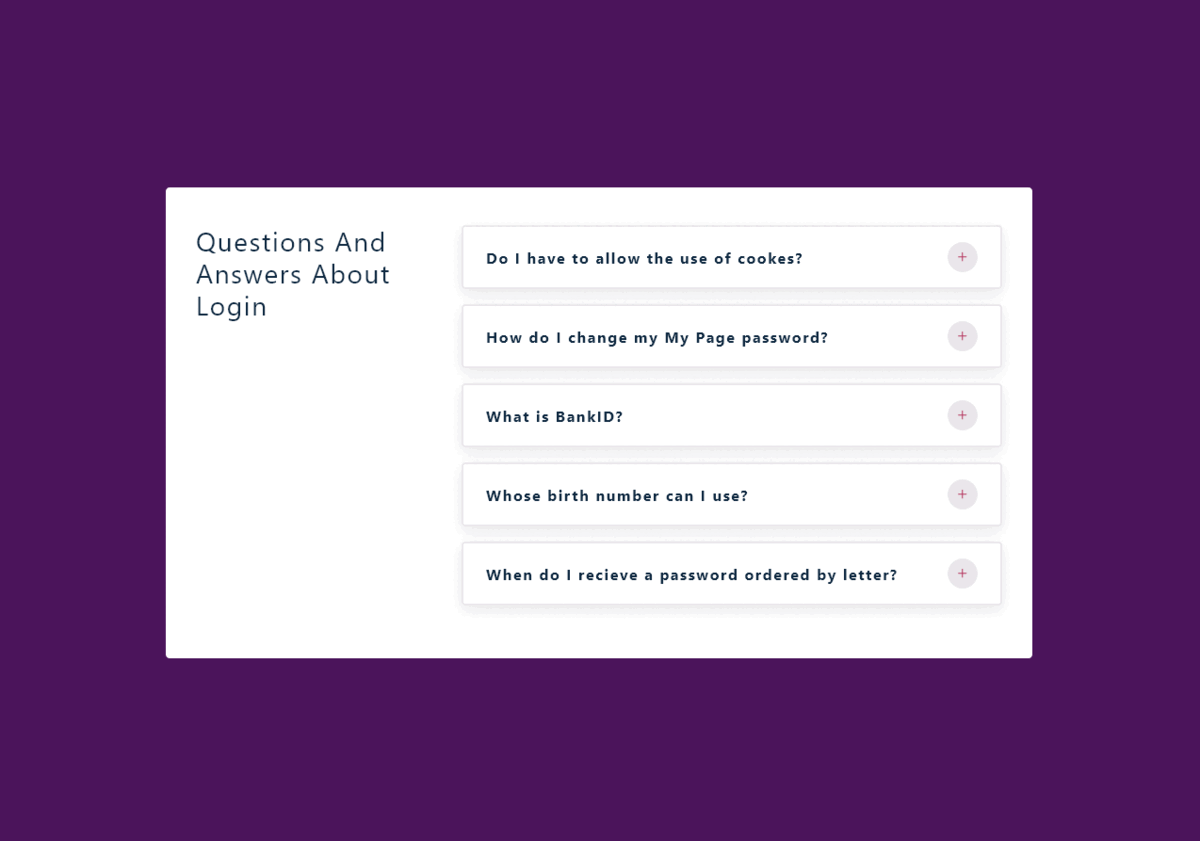 Questions And
Answers About
Login
Do I have to allow the use of cookes?
+
How do I change my My Page password?
+
What is BankID?
+
Whose birth number can I use?
+
When do I recieve a password ordered by letter?
+